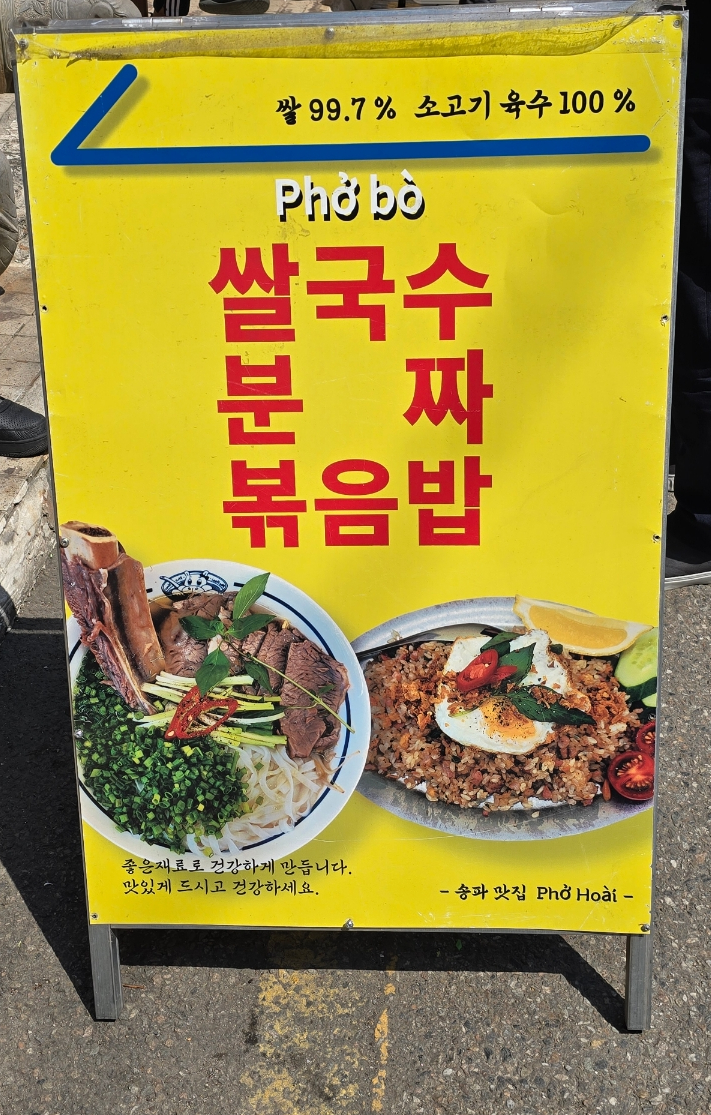 쌀 99.7 % 소고기 육수 100 %
Phở bò
쌀국수
분 짜
볶음밥
좋은재료로 건강하게 만듭니다.
맛있게 드시고 건강하세요.
- 송파 맛집 Phở Hoài -